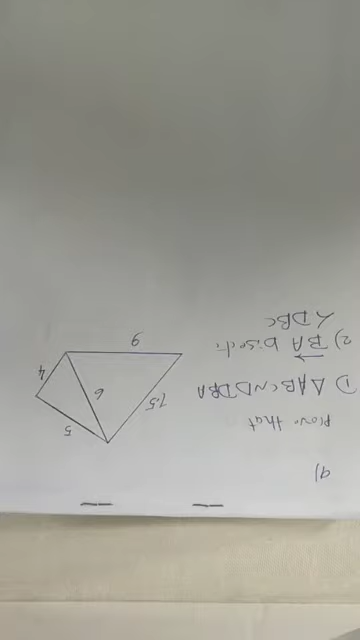 9)
Prove that
1) △ABC ~ △DBA
2) BA bisects
∠DBC
5
7.5
6
4
9